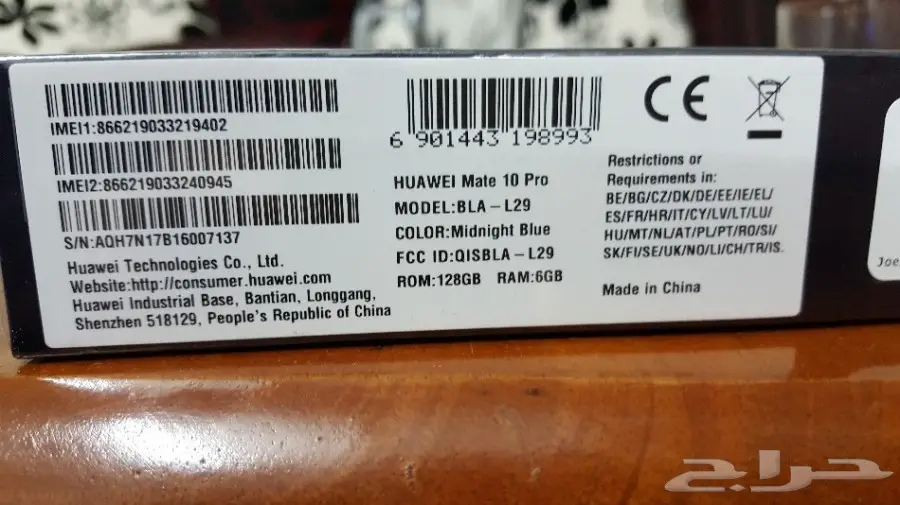 IMEI1:866219033219402
IMEI2:866219033240945
S/N:AQH7N17B16007137
Huawei Technologies Co., Ltd.
Website:http://consumer.huawei.com
Huawei Industrial Base, Bantian, Longgang,
Shenzhen 518129, People's Republic of China
6 901443 198993
HUAWEI Mate 10 Pro
MODEL:BLA-L29
COLOR:Midnight Blue
FCC ID:QISBLA-L29
ROM:128GB RAM:6GB
CE
Restrictions or
Requirements in:
BE/BG/CZ/DK/DE/EE/IE/EL/
ES/FR/HR/IT/CY/LV/LT/LU/
HU/MT/NL/AT/PL/PT/RO/SI/
SK/FI/SE/UK/NO/LI/CH/TR/IS.
Made in China
حراج